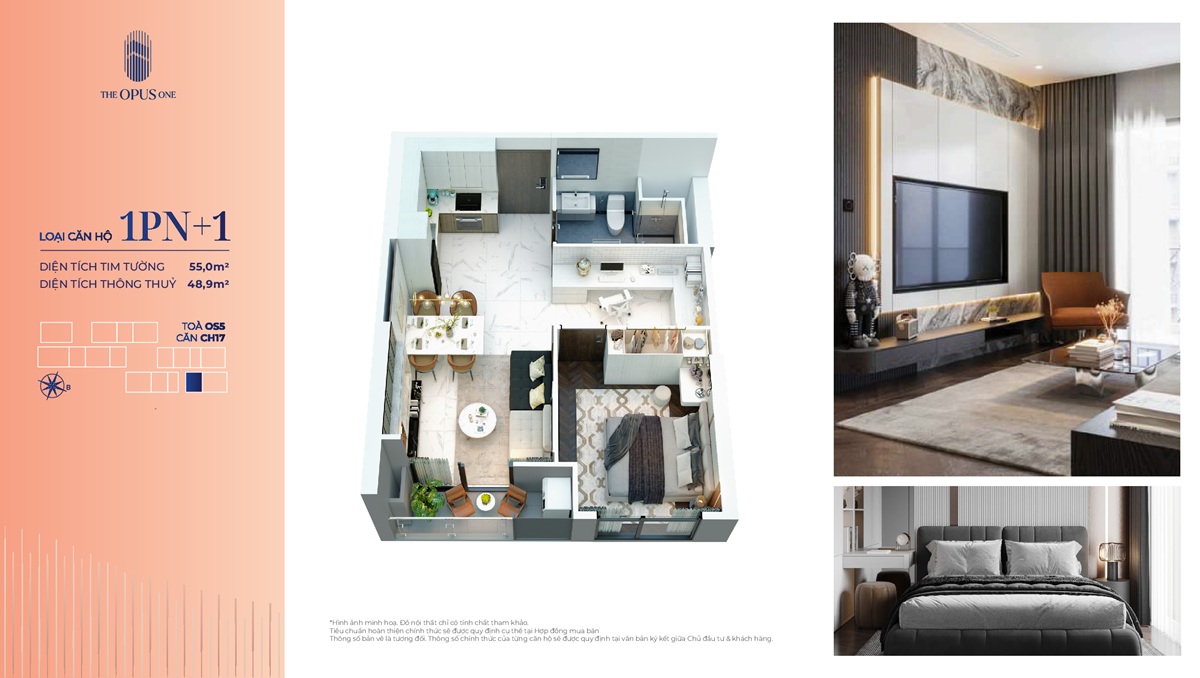 THE OPUS ONE
LOẠI CĂN HỘ 1PN+1
DIỆN TÍCH TIM TƯỜNG 55,0m²
DIỆN TÍCH THÔNG THUỶ 48,9m²
TOÀ OS5
CĂN CH17
B
*Hình ảnh minh hoạ. Đồ nội thất chỉ có tính chất tham khảo.
Tiêu chuẩn hoàn thiện chính thức sẽ được quy định cụ thể tại Hợp đồng mua bán
Thông số bản vẽ là tương đối. Thông số chính thức của từng căn hộ sẽ được quy định tại văn bản ký kết giữa Chủ đầu tư & khách hàng.